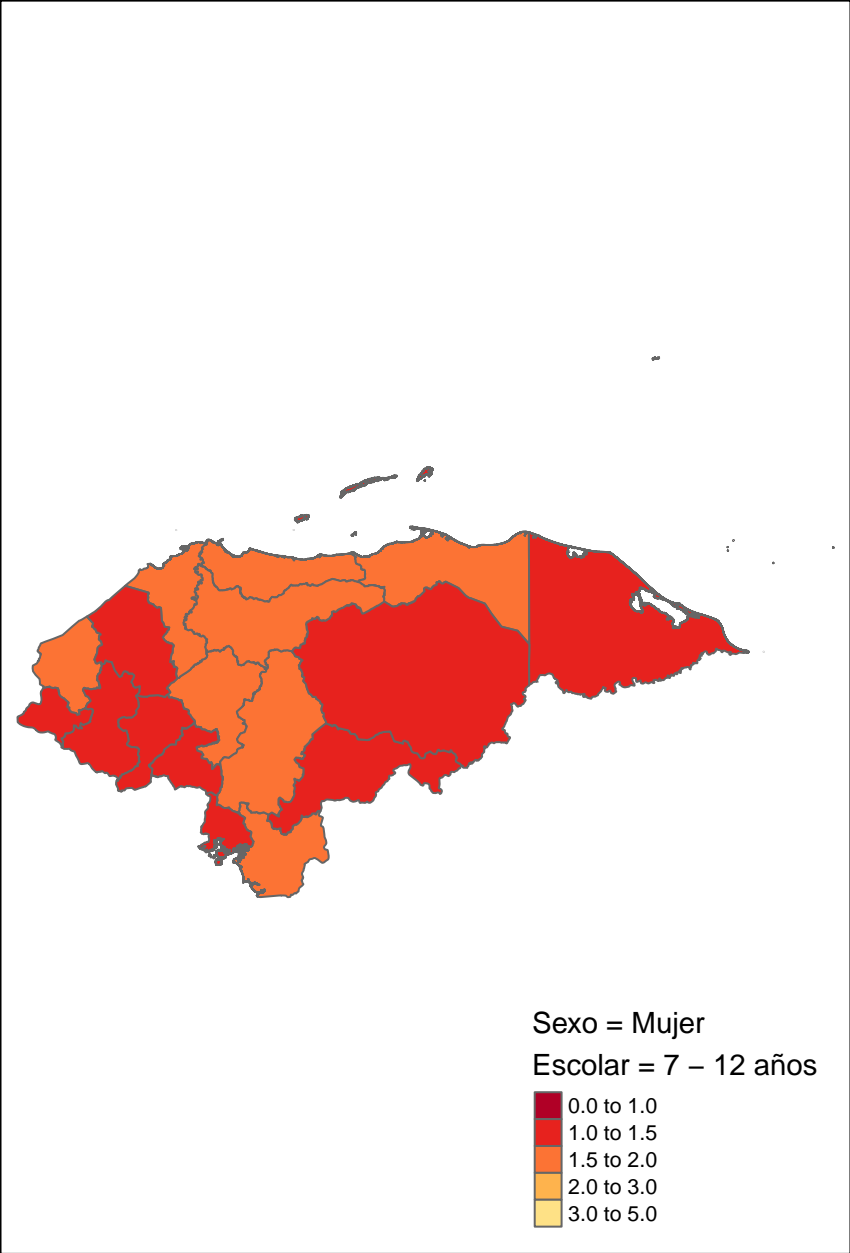 Sexo = Mujer
Escolar = 7 − 12 años
0.0 to 1.0
1.0 to 1.5
1.5 to 2.0
2.0 to 3.0
3.0 to 5.0